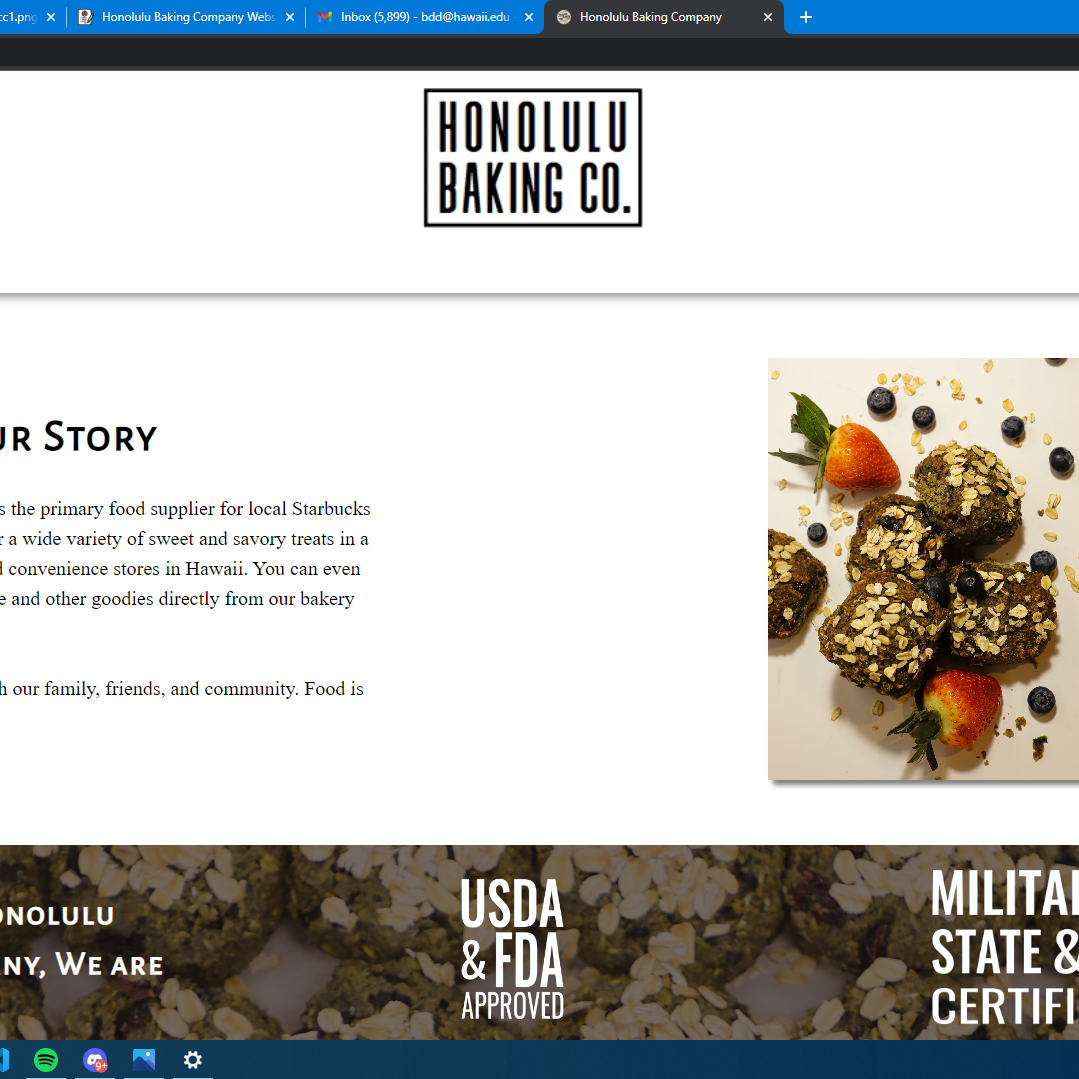 cc1.png
Honolulu Baking Company Webs
Inbox (5,899) - bdd@hawaii.edu
Honolulu Baking Company
HONOLULU
BAKING CO.
UR STORY
s the primary food supplier for local Starbucks
r a wide variety of sweet and savory treats in a
d convenience stores in Hawaii. You can even
e and other goodies directly from our bakery
h our family, friends, and community. Food is
ONOLULU
NY, WE ARE
USDA
& FDA
APPROVED
MILITA
STATE &
CERTIFI
9+